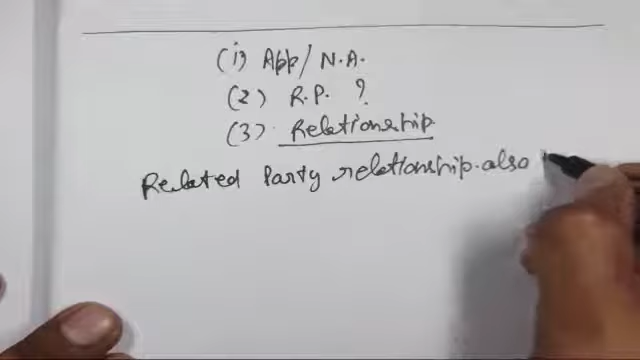 (1) App/N.A.
(2) R.P. ?
(3) Relationship
Related Party relationship also